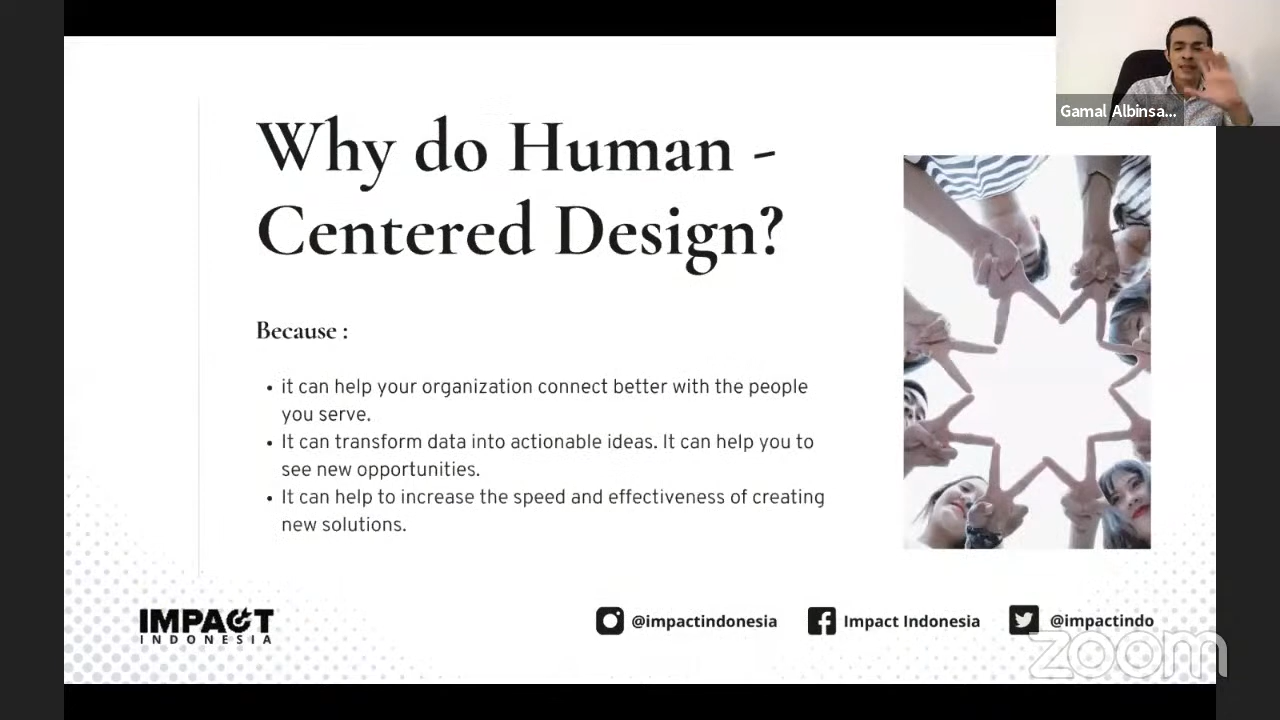 Gamal Albinsa...
Why do Human -
Centered Design?
Because :
• it can help your organization connect better with the people
you serve.
• It can transform data into actionable ideas. It can help you to
see new opportunities.
• It can help to increase the speed and effectiveness of creating
new solutions.
IMPACT
INDONESIA
@impactindonesia
Impact Indonesia
@impactindo
zoom